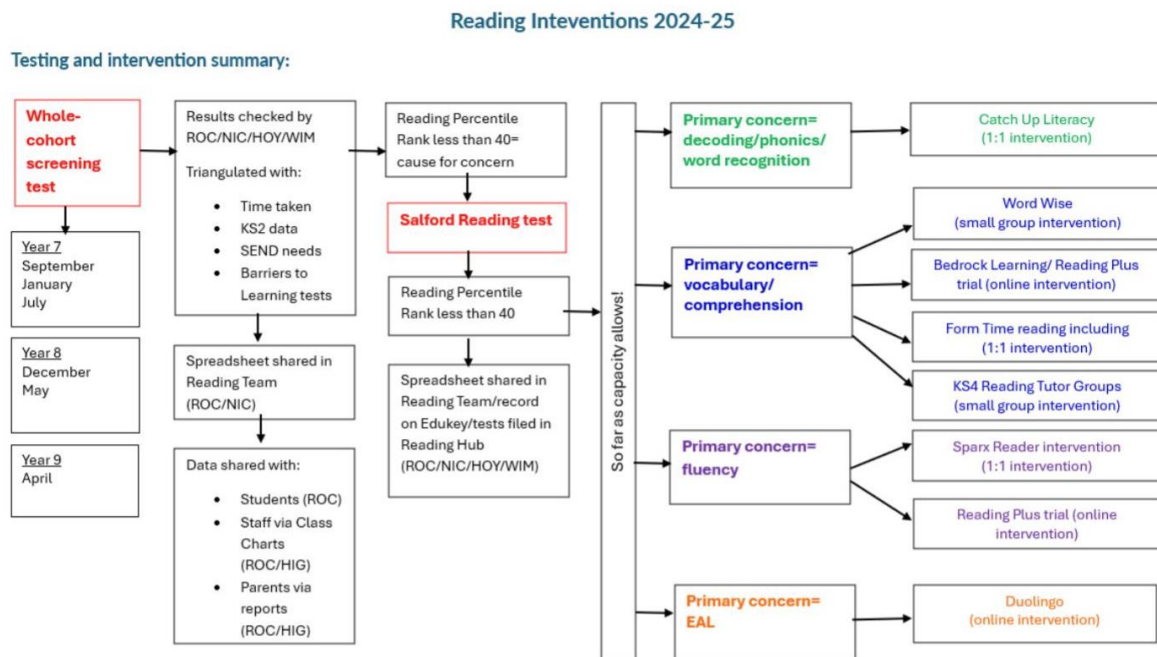 Reading Inteventions 2024-25
Testing and intervention summary:
Whole-
cohort
screening
test
Year 7
September
January
July
Year 8
December
May
Year 9
April
Results checked by
ROC/NIC/HOY/WIM
Triangulated with:
• Time taken
• KS2 data
• SEND needs
• Barriers to
Learning tests
Spreadsheet shared in
Reading Team
(ROC/NIC)
Data shared with:
• Students (ROC)
• Staff via Class
Charts
(ROC/HIG)
• Parents via
reports
(ROC/HIG)
Reading Percentile
Rank less than 40=
cause for concern
Salford Reading test
Reading Percentile
Rank less than 40
Spreadsheet shared in
Reading Team/record
on Edukey/tests filed in
Reading Hub
(ROC/NIC/HOY/WIM)
So far as capacity allows!
Primary concern=
decoding/phonics/
word recognition
Catch Up Literacy
(1:1 intervention)
Primary concern=
vocabulary/
comprehension
Word Wise
(small group intervention)
Bedrock Learning/ Reading Plus
trial (online intervention)
Form Time reading including
(1:1 intervention)
KS4 Reading Tutor Groups
(small group intervention)
Primary concern=
fluency
Sparx Reader intervention
(1:1 intervention)
Reading Plus trial (online
intervention)
Primary concern=
EAL
Duolingo
(online intervention)